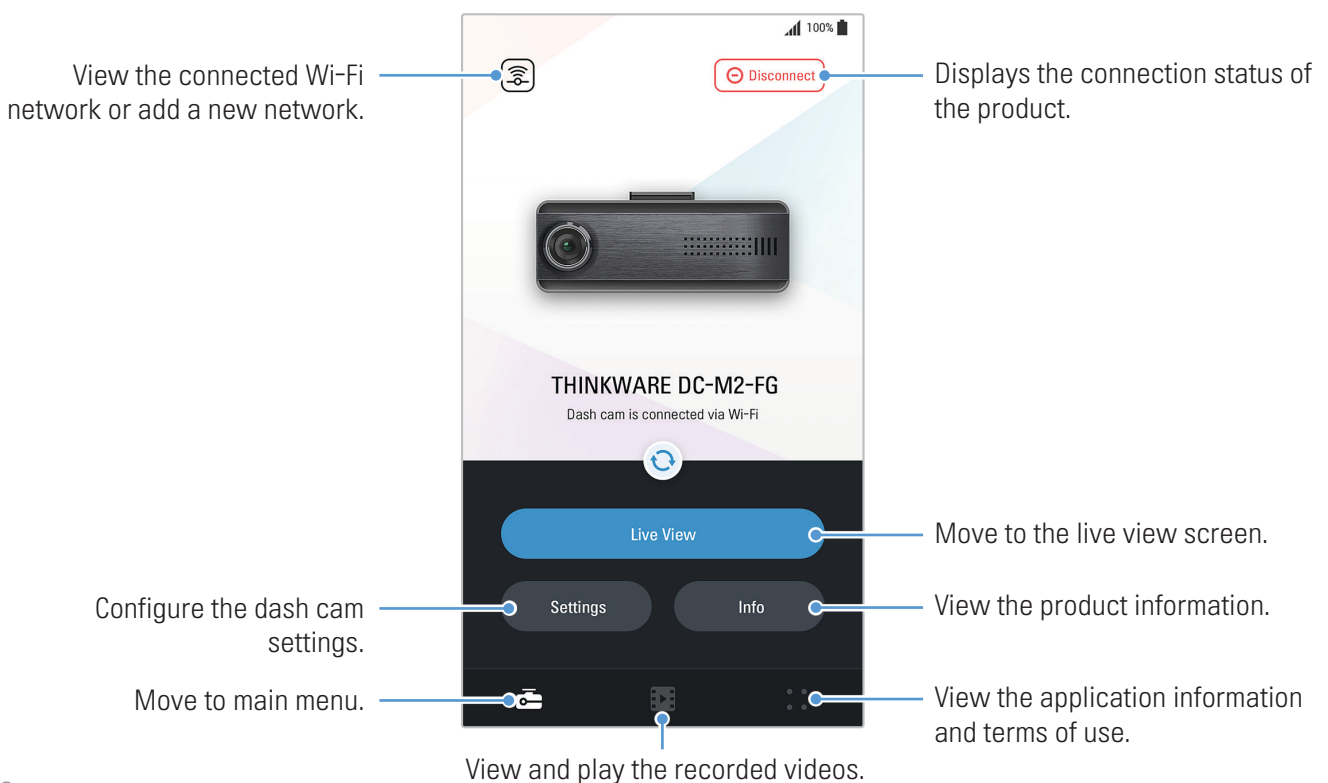 100%
View the connected Wi-Fi
network or add a new network.
Disconnect
Displays the connection status of
the product.
THINKWARE DC-M2-FG
Dash cam is connected via Wi-Fi
Live View
Move to the live view screen.
Configure the dash cam
settings.
Settings
Info
View the product information.
Move to main menu.
View the application information
and terms of use.
View and play the recorded videos.